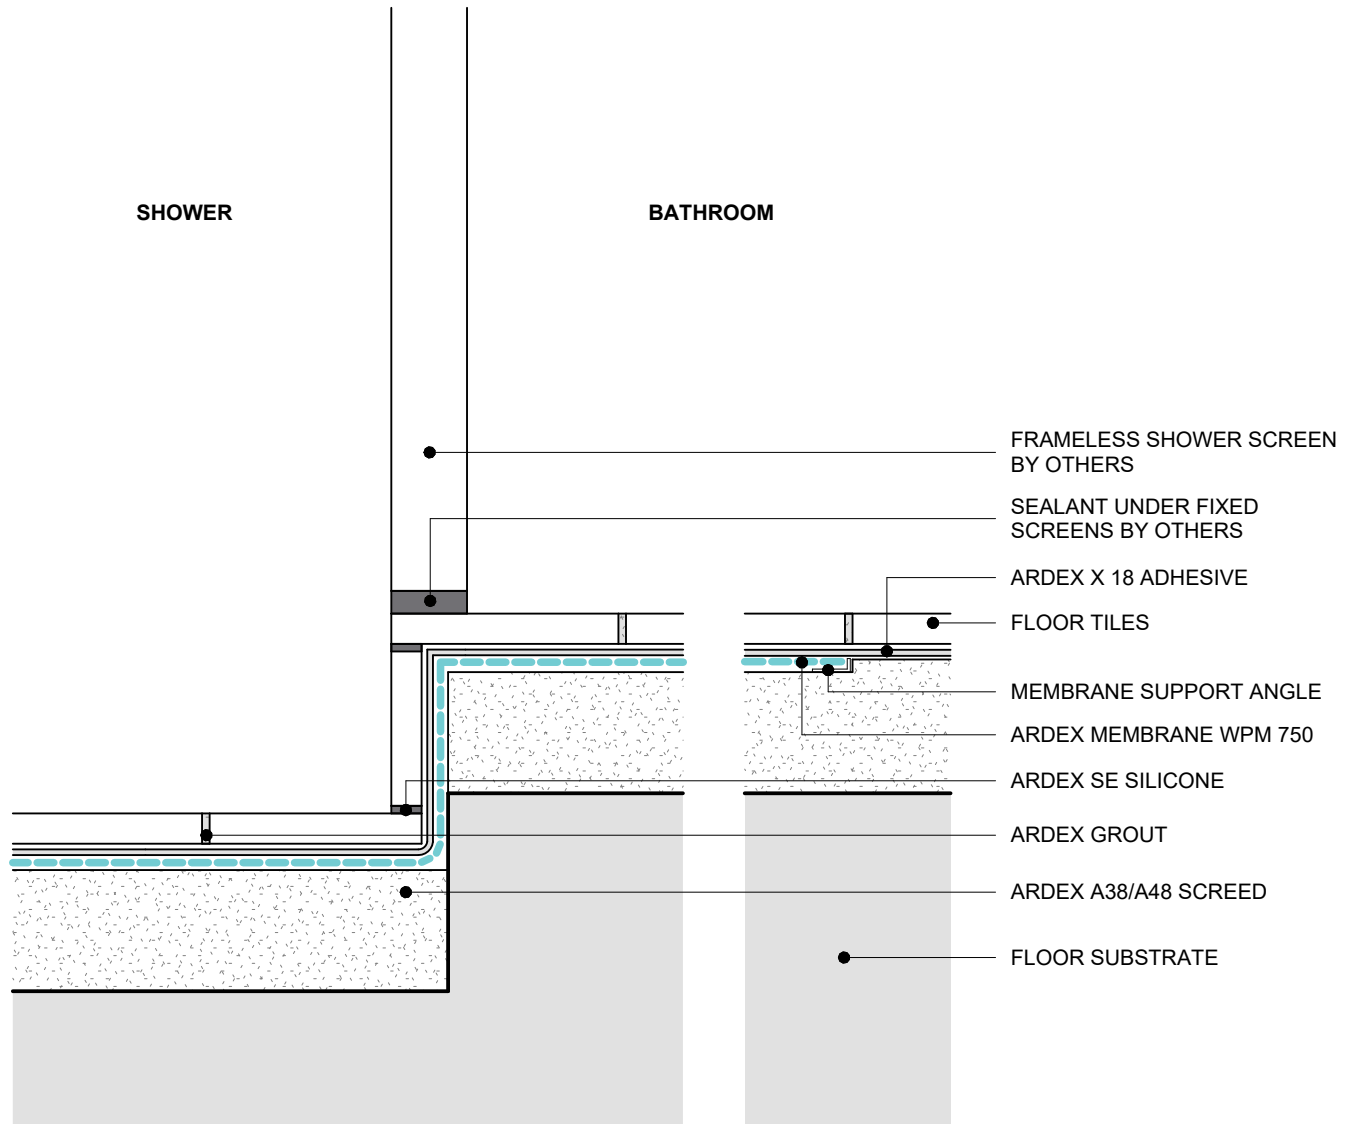 SHOWER
BATHROOM
FRAMELESS SHOWER SCREEN
BY OTHERS
SEALANT UNDER FIXED
SCREENS BY OTHERS
ARDEX X 18 ADHESIVE
FLOOR TILES
MEMBRANE SUPPORT ANGLE
ARDEX MEMBRANE WPM 750
ARDEX SE SILICONE
ARDEX GROUT
ARDEX A38/A48 SCREED
FLOOR SUBSTRATE